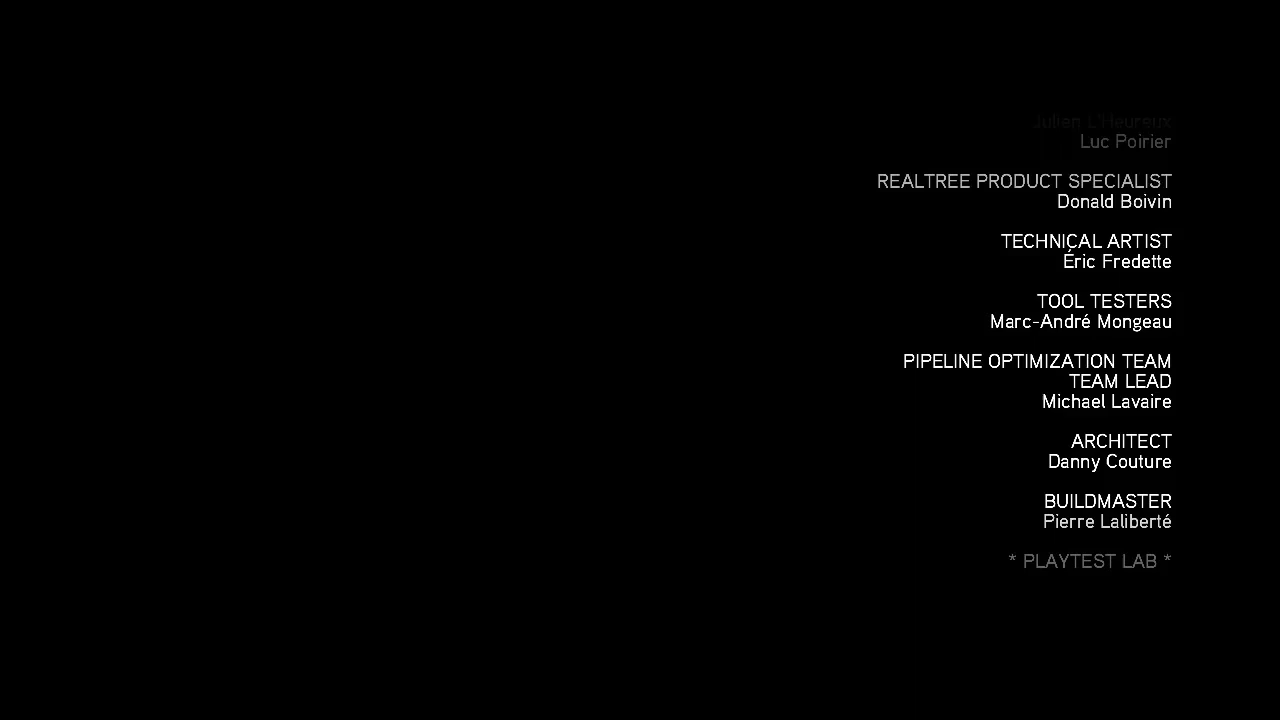 Julien L'Heureux
Luc Poirier
REALTREE PRODUCT SPECIALIST
Donald Boivin
TECHNICAL ARTIST
Éric Fredette
TOOL TESTERS
Marc-André Mongeau
PIPELINE OPTIMIZATION TEAM
TEAM LEAD
Michael Lavaire
ARCHITECT
Danny Couture
BUILDMASTER
Pierre Laliberté
* PLAYTEST LAB *